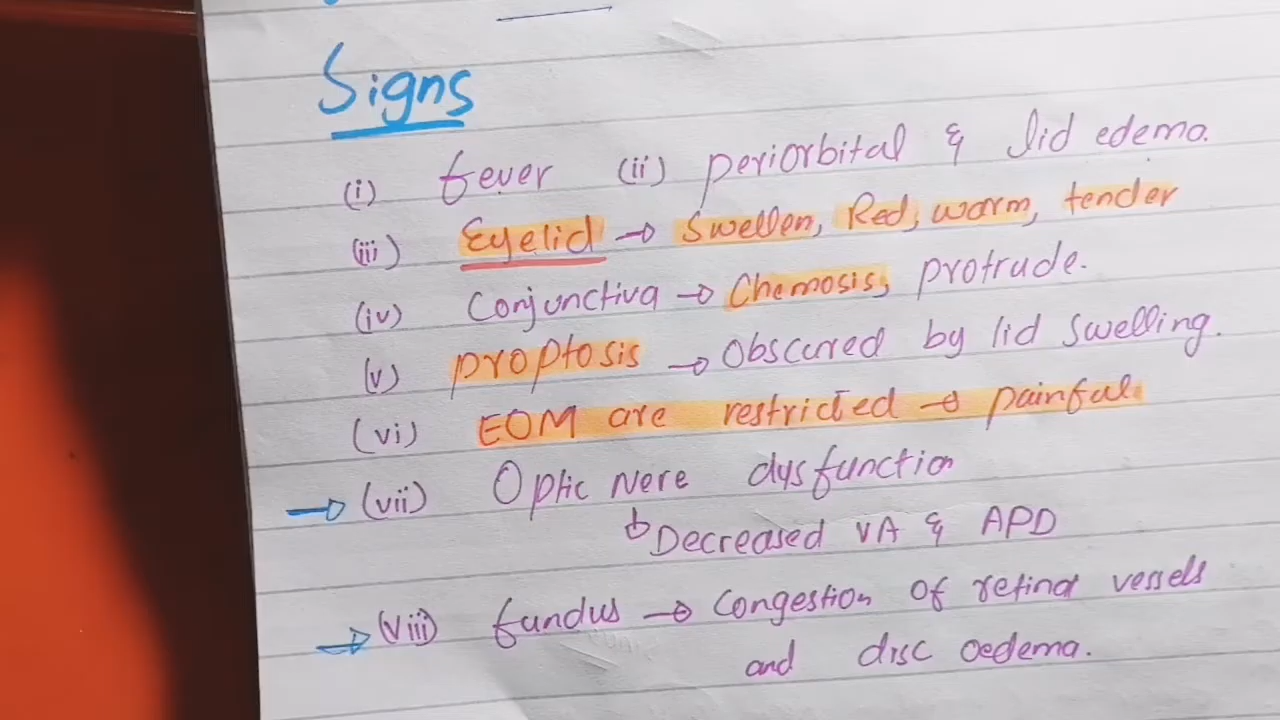 Signs
(i) fever (ii) periorbital & lid edema.
(iii) Eyelid → Swellen, Red, warm, tender
(iv) Conjunctiva → Chemosis, protrude.
(v) proptosis → Obscured by lid swelling.
(vi) EOM are restricted → painful
→ (vii) Optic Nere dysfunction
↳ Decreased VA & APD
→ (viii) fundus → Congestion of retinal vessels
and disc oedema.